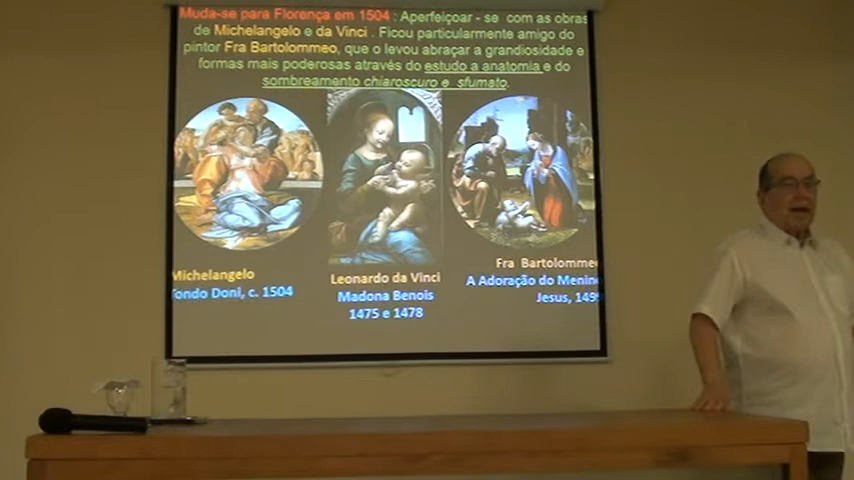 Muda-se para Florença em 1504 : Aperfeiçoar - se com as obras
de Michelangelo e da Vinci . Ficou particularmente amigo do
pintor Fra Bartolommeo, que o levou abraçar a grandiosidade e
formas mais poderosas através do estudo a anatomia e do
sombreamento chiaroscuro e sfumato.
Michelangelo
Tondo Doni, c. 1504
Leonardo da Vinci
Madona Benois
1475 e 1478
Fra Bartolommeo
A Adoração do Menino
Jesus, 149